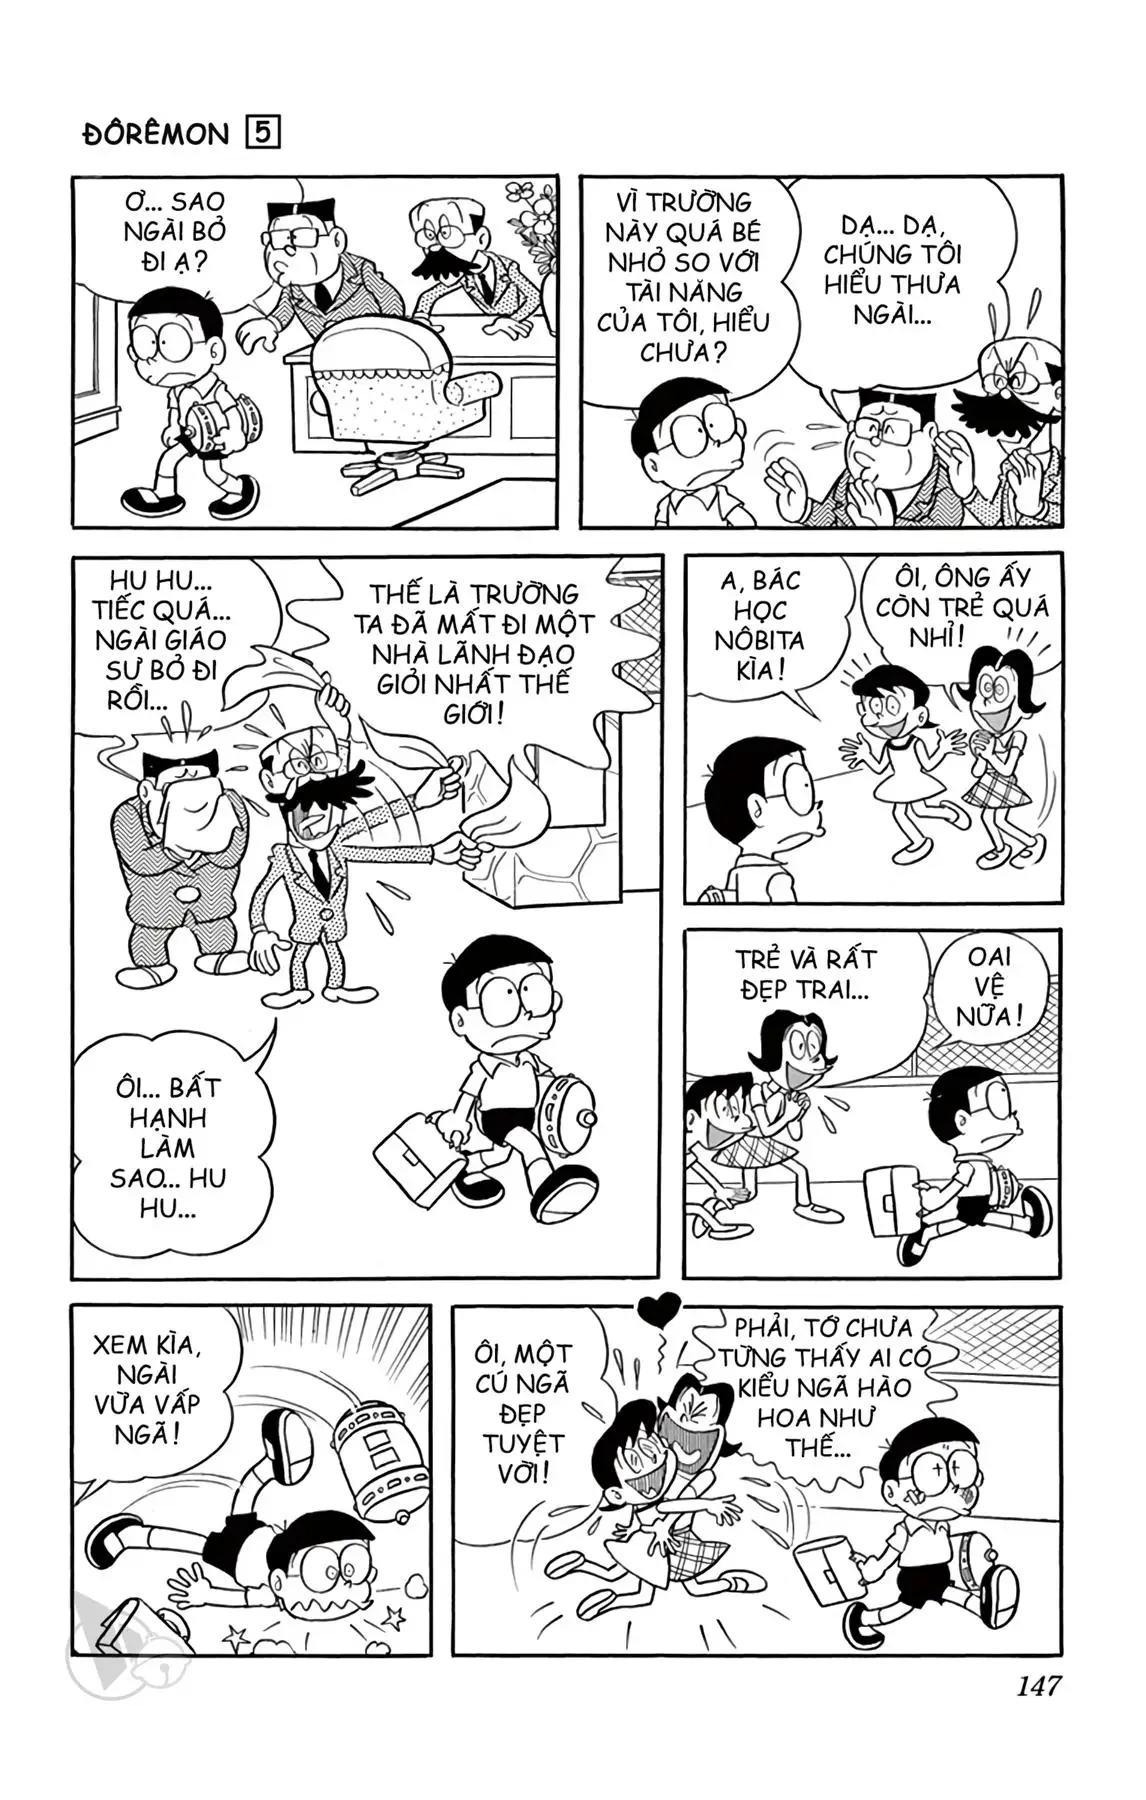 ĐÔRÊMON 5
Ơ... SAO
NGÀI BỎ
ĐI Ạ?
VÌ TRƯỜNG
NÀY QUÁ BÉ
NHỎ SO VỚI
TÀI NĂNG
CỦA TÔI, HIỂU
CHƯA?
DẠ... DẠ,
CHÚNG TÔI
HIỂU THƯA
NGÀI...
HU HU...
TIẾC QUÁ...
NGÀI GIÁO
SƯ BỎ ĐI
RỒI...
THẾ LÀ TRƯỜNG
TA ĐÃ MẤT ĐI MỘT
NHÀ LÃNH ĐẠO
GIỎI NHẤT THẾ
GIỚI!
ÔI... BẤT
HẠNH
LÀM
SAO... HU
HU...
A, BÁC
HỌC
NÔBITA
KÌA!
ÔI, ÔNG ẤY
CÒN TRẺ QUÁ
NHỈ!
TRẺ VÀ RẤT
ĐẸP TRAI...
OAI
VỆ
NỮA!
XEM KÌA,
NGÀI
VỪA VẤP
NGÃ!
ÔI, MỘT
CÚ NGÃ
ĐẸP
TUYỆT
VỜI!
PHẢI, TỚ CHƯA
TỪNG THẤY AI CÓ
KIỂU NGÃ HÀO
HOA NHƯ
THẾ...
147